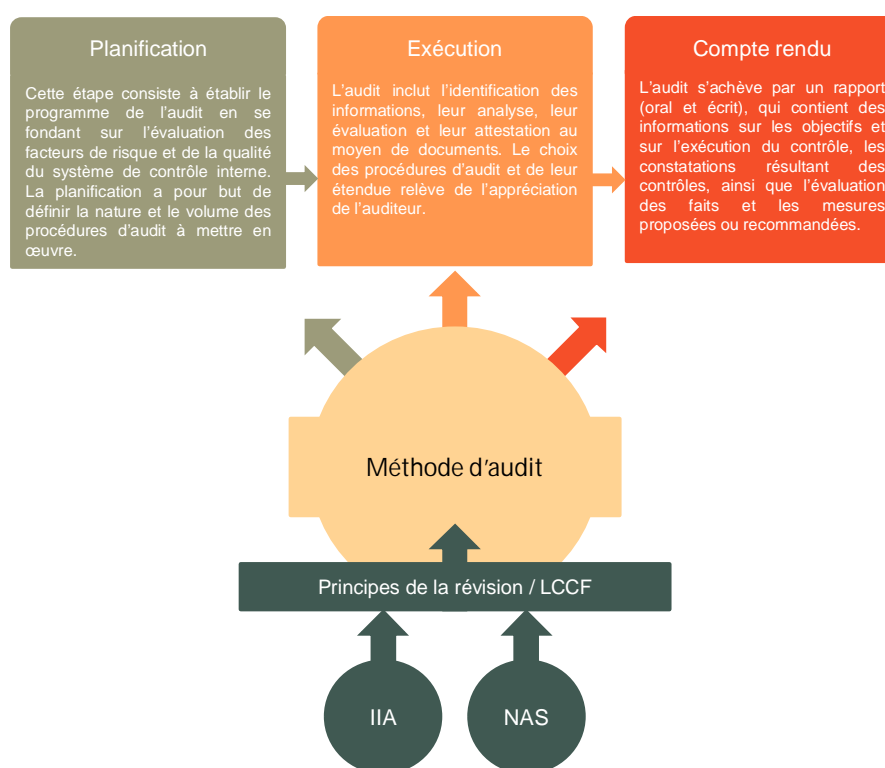 Planification
Cette étape consiste à établir le
programme de l'audit en se
fondant sur l'évaluation des
facteurs de risque et de la qualité
du système de contrôle interne.
La planification a pour but de
définir la nature et le volume des
procédures d'audit à mettre en
œuvre.
Exécution
L'audit inclut l'identification des
informations, leur analyse, leur
évaluation et leur attestation au
moyen de documents. Le choix
des procédures d'audit et de leur
étendue relève de l'appréciation
de l'auditeur.
Compte rendu
L'audit s'achève par un rapport
(oral et écrit), qui contient des
informations sur les objectifs et
sur l'exécution du contrôle, les
constatations résultant des
contrôles, ainsi que l'évaluation
des faits et les mesures
proposées ou recommandées.
Méthode d'audit
Principes de la révision / LCCF
IIA
NAS